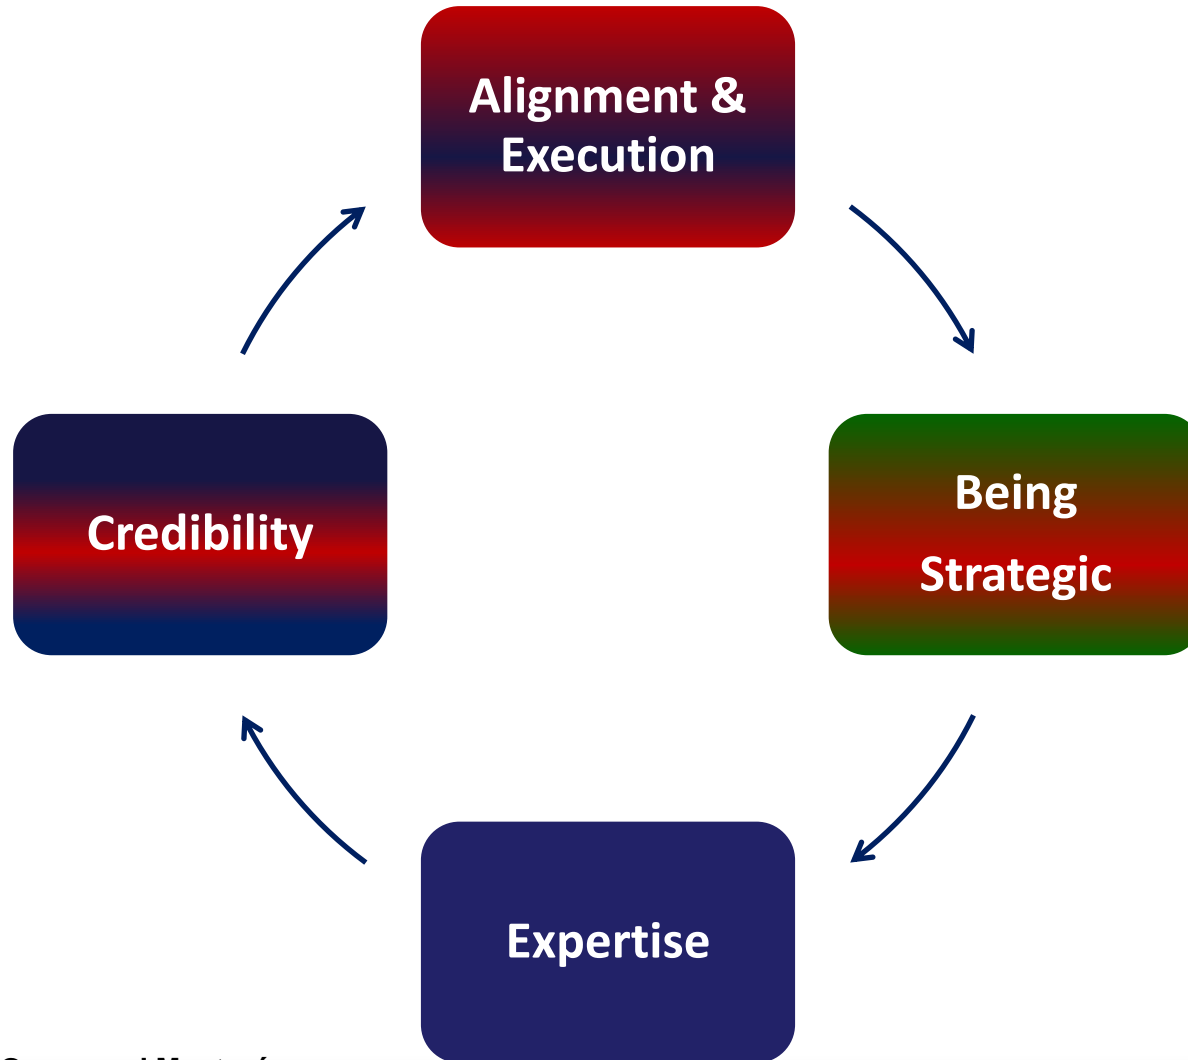 Alignment &
Execution
Being
Strategic
Credibility
Expertise